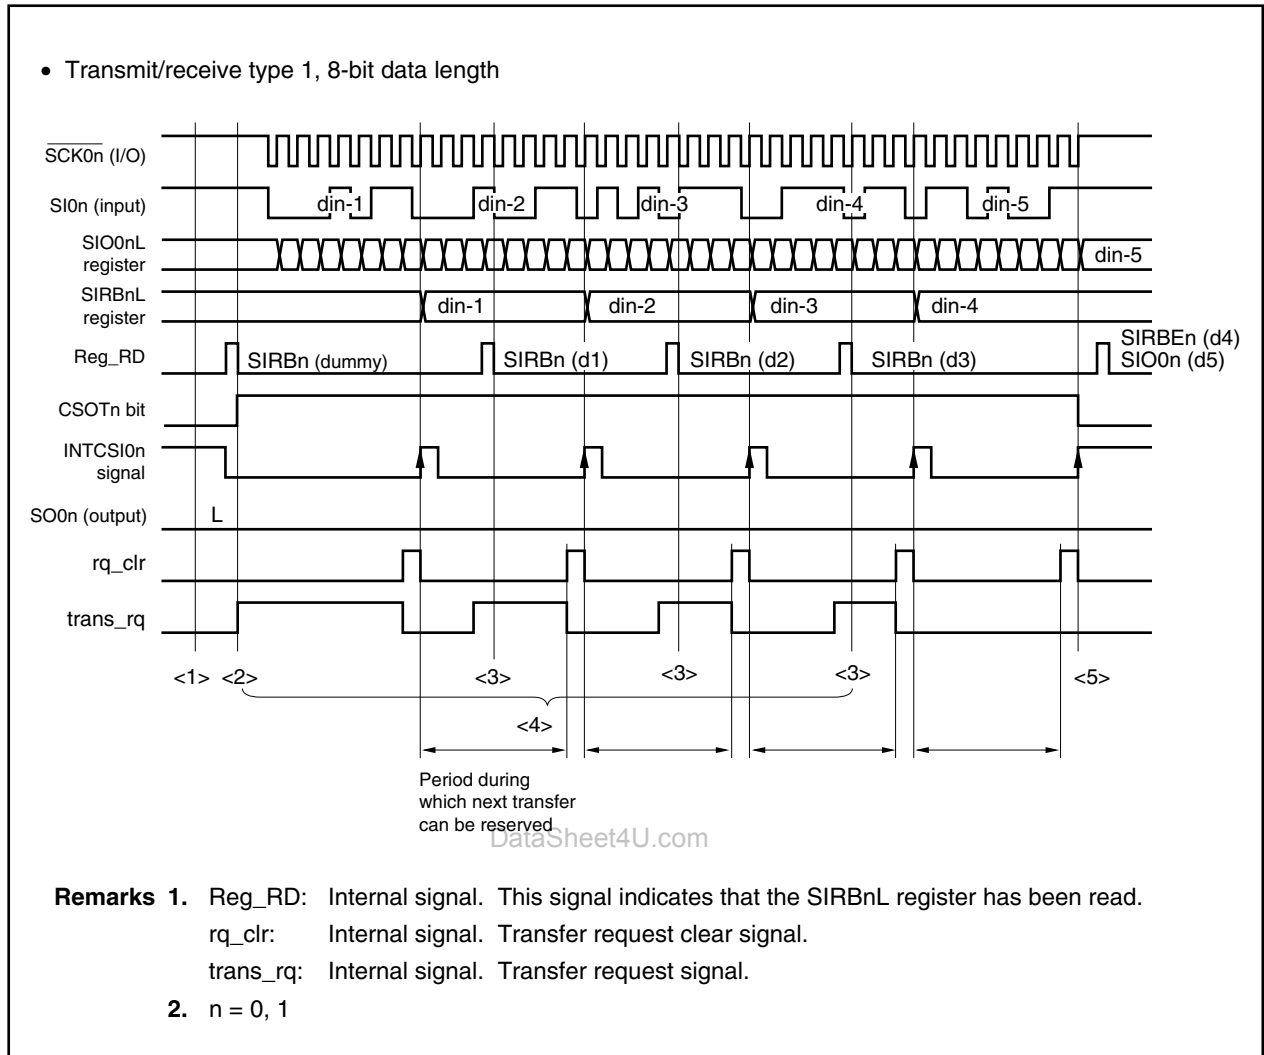 • Transmit/receive type 1, 8-bit data length
SCK0n (I/O)
SI0n (input) din-1 din-2 din-3 din-4 din-5
SIO0nL
register din-5
SIRBnL
register din-1 din-2 din-3 din-4
Reg_RD SIRBn (dummy) SIRBn (d1) SIRBn (d2) SIRBn (d3) SIRBEn (d4)
SIO0n (d5)
CSOTn bit
INTCSI0n
signal
SO0n (output) L
rq_clr
trans_rq
<1> <2> <3> <3> <3> <5>
<4>
Period during
which next transfer
can be reserved
DataSheet4U.com
Remarks 1. Reg_RD: Internal signal. This signal indicates that the SIRBnL register has been read.
rq_clr: Internal signal. Transfer request clear signal.
trans_rq: Internal signal. Transfer request signal.
2. n = 0, 1